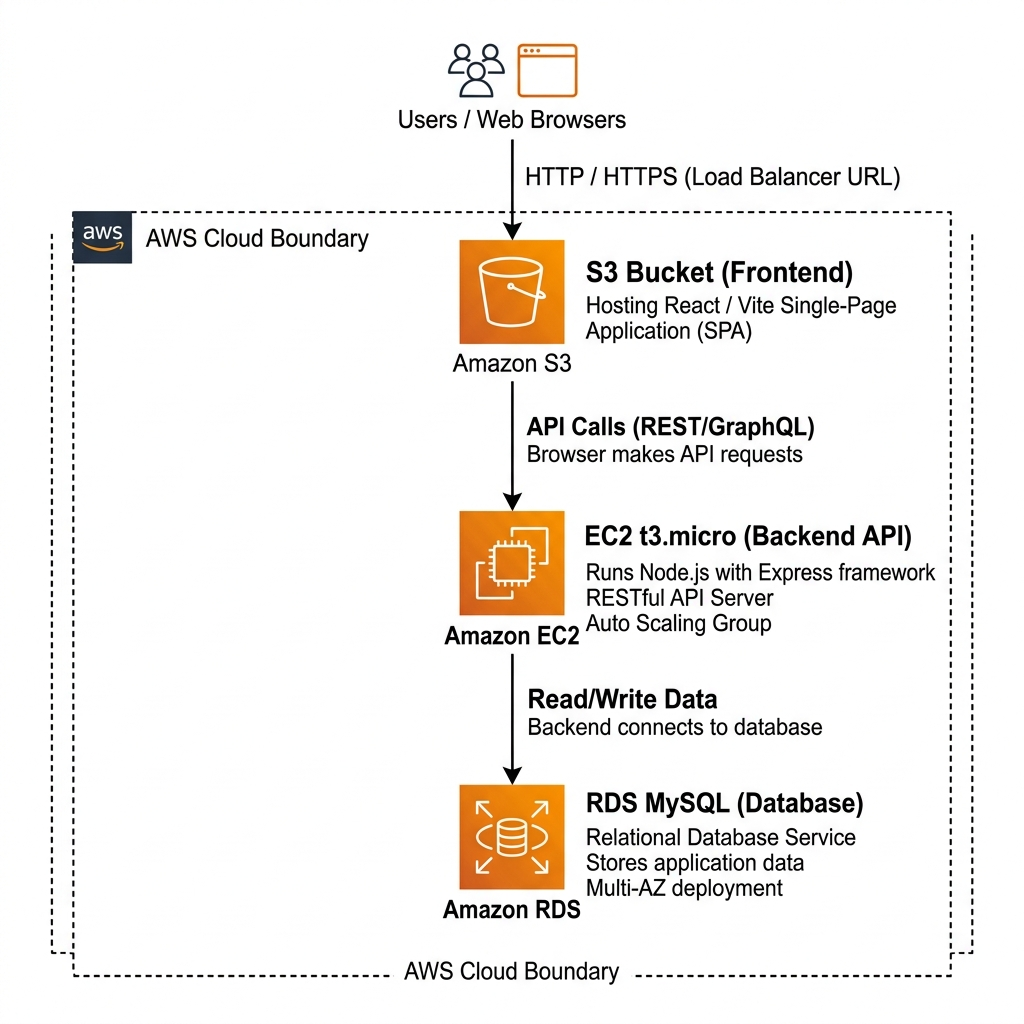 Users / Web Browsers
HTTP / HTTPS (Load Balancer URL)
aws
AWS Cloud Boundary
S3 Bucket (Frontend)
Hosting React / Vite Single-Page
Application (SPA)
Amazon S3
API Calls (REST/GraphQL)
Browser makes API requests
EC2 t3.micro (Backend API)
Runs Node.js with Express framework
RESTful API Server
Auto Scaling Group
Amazon EC2
Read/Write Data
Backend connects to database
RDS MySQL (Database)
Relational Database Service
Stores application data
Multi-AZ deployment
Amazon RDS
AWS Cloud Boundary